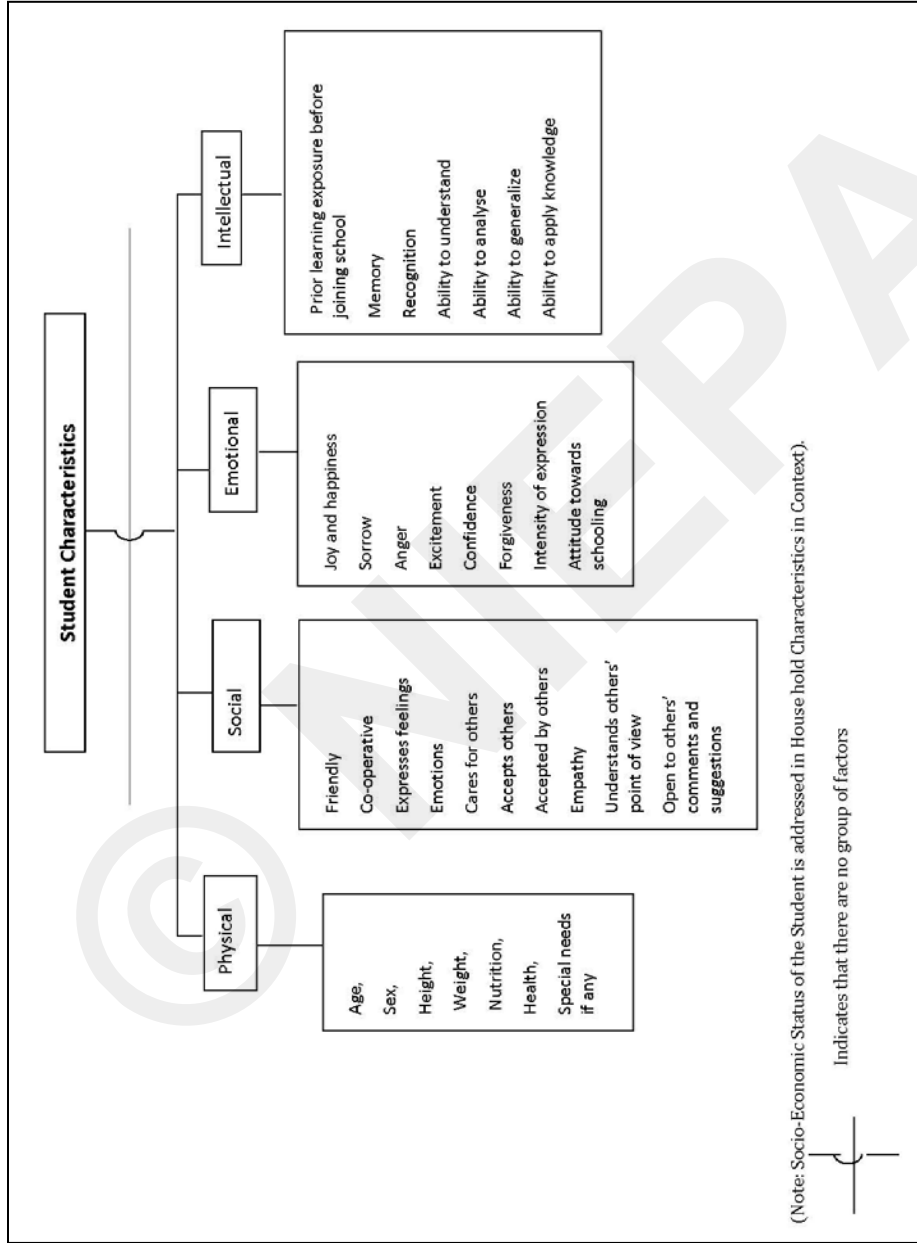 Student Characteristics
Physical
Age,
Sex,
Height,
Weight,
Nutrition,
Health,
Special needs
if any
Social
Friendly
Co-operative
Expresses feelings
Emotions
Cares for others
Accepts others
Accepted by others
Empathy
Understands others'
point of view
Open to others'
comments and
suggestions
Emotional
Joy and happiness
Sorrow
Anger
Excitement
Confidence
Forgiveness
Intensity of expression
Attitude towards
schooling
Intellectual
Prior learning exposure before
joining school
Memory
Recognition
Ability to understand
Ability to analyse
Ability to generalize
Ability to apply knowledge
(Note: Socio-Economic Status of the Student is addressed in House hold Characteristics in Context).
Indicates that there are no group of factors
© NIEPA